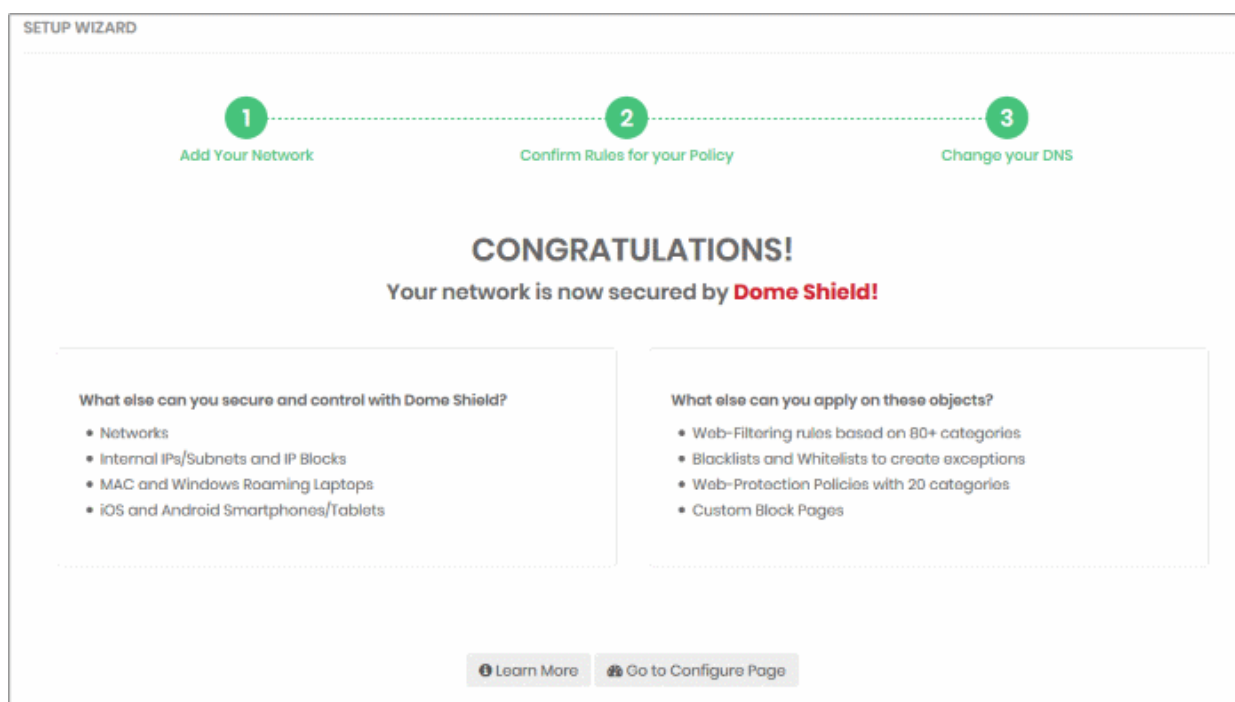 SETUP WIZARD
1
2
3
Add Your Network
Confirm Rules for your Policy
Change your DNS
CONGRATULATIONS!
Your network is now secured by Dome Shield!
What else can you secure and control with Dome Shield?
• Networks
• Internal IPs/Subnets and IP Blocks
• MAC and Windows Roaming Laptops
• iOS and Android Smartphones/Tablets
What else can you apply on these objects?
• Web-Filtering rules based on 80+ categories
• Blacklists and Whitelists to create exceptions
• Web-Protection Policies with 20 categories
• Custom Block Pages
Learn More
Go to Configure Page